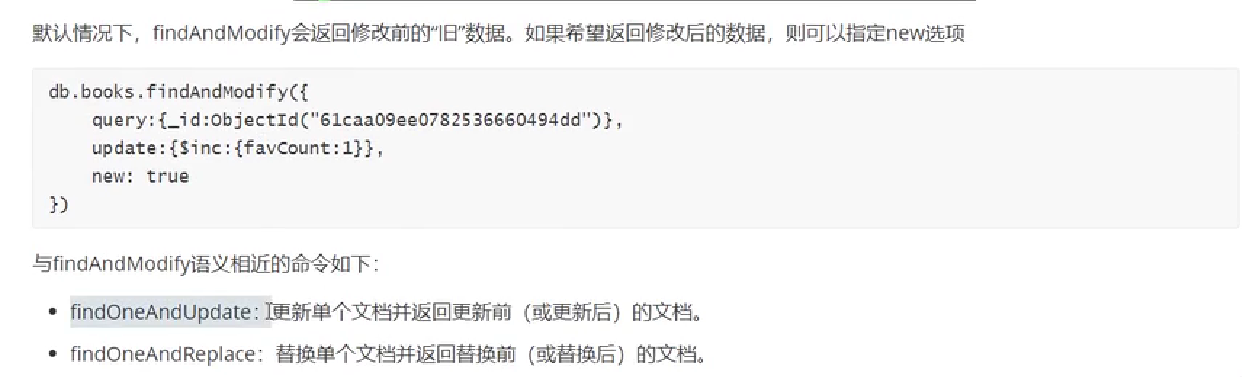 默认情况下，findAndModify会返回修改前的“旧”数据。如果希望返回修改后的数据，则可以指定new选项
db.books.findAndModify({
    query:{_id:ObjectId("61caa09ee0782536660494dd")},
    update:{$inc:{favCount:1}},
    new: true
})
与findAndModify语义相近的命令如下：
• findOneAndUpdate：更新单个文档并返回更新前（或更新后）的文档。
• findOneAndReplace：替换单个文档并返回替换前（或替换后）的文档。